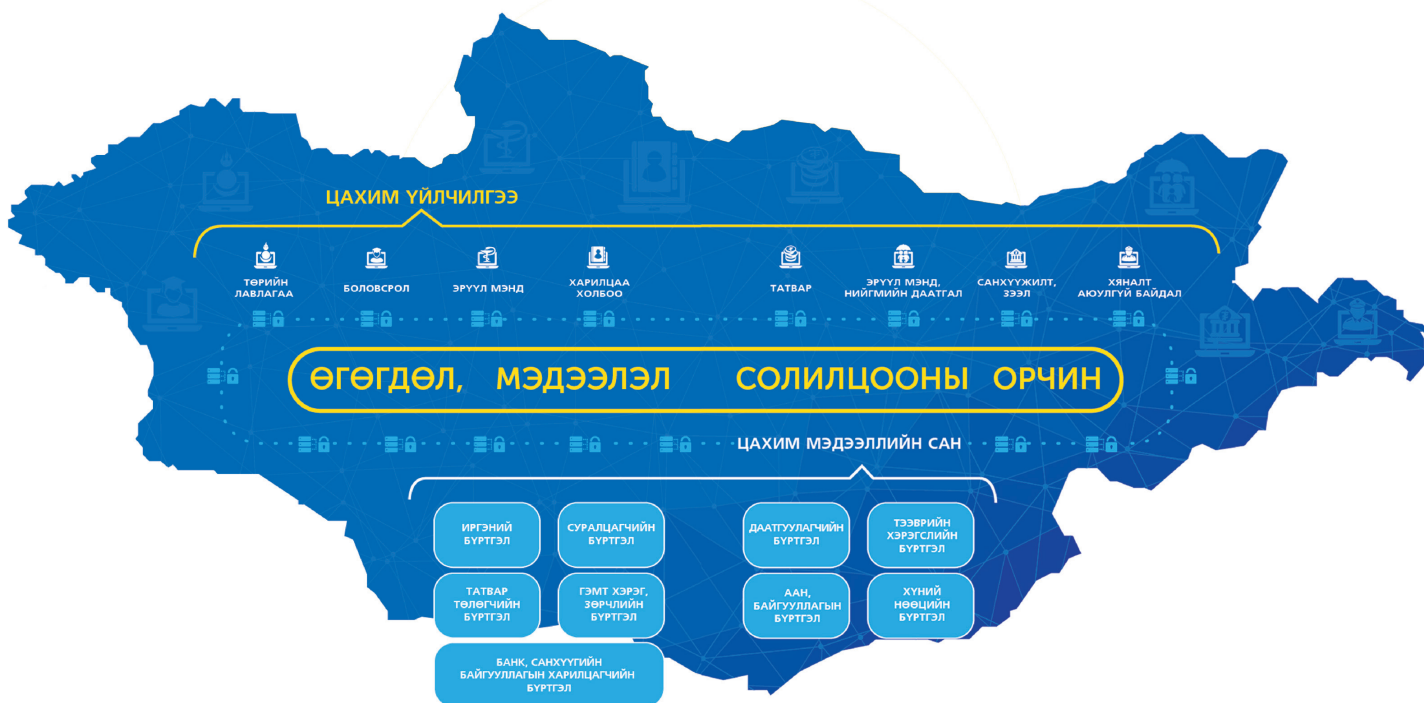 ЦАХИМ ҮЙЛЧИЛГЭЭ
ТӨРИЙН
ЛАВЛАГАА
БОЛОВСРОЛ
ЭРҮҮЛ МЭНД
ХАРИЛЦАА
ХОЛБОО
ТАТВАР
ЭРҮҮЛ МЭНД,
НИЙГМИЙН ДААТГАЛ
САНХҮҮЖИЛТ,
ЗЭЭЛ
ХЯНАЛТ
АЮУЛГҮЙ БАЙДАЛ
ӨГӨГДӨЛ, МЭДЭЭЛЭЛ СОЛИЛЦООНЫ ОРЧИН
ЦАХИМ МЭДЭЭЛЛИЙН САН
ИРГЭНИЙ
БҮРТГЭЛ
СУРАЛЦАГЧИЙН
БҮРТГЭЛ
ДААТГУУЛАГЧИЙН
БҮРТГЭЛ
ТЭЭВРИЙН
ХЭРЭГСЛИЙН
БҮРТГЭЛ
ТАТВАР
ТӨЛӨГЧИЙН
БҮРТГЭЛ
ГЭМТ ХЭРЭГ,
ЗӨРЧЛИЙН
БҮРТГЭЛ
ААН,
БАЙГУУЛЛАГЫН
БҮРТГЭЛ
ХҮНИЙ
НӨӨЦИЙН
БҮРТГЭЛ
БАНК, САНХҮҮГИЙН
БАЙГУУЛЛАГЫН ХАРИЛЦАГЧИЙН
БҮРТГЭЛ